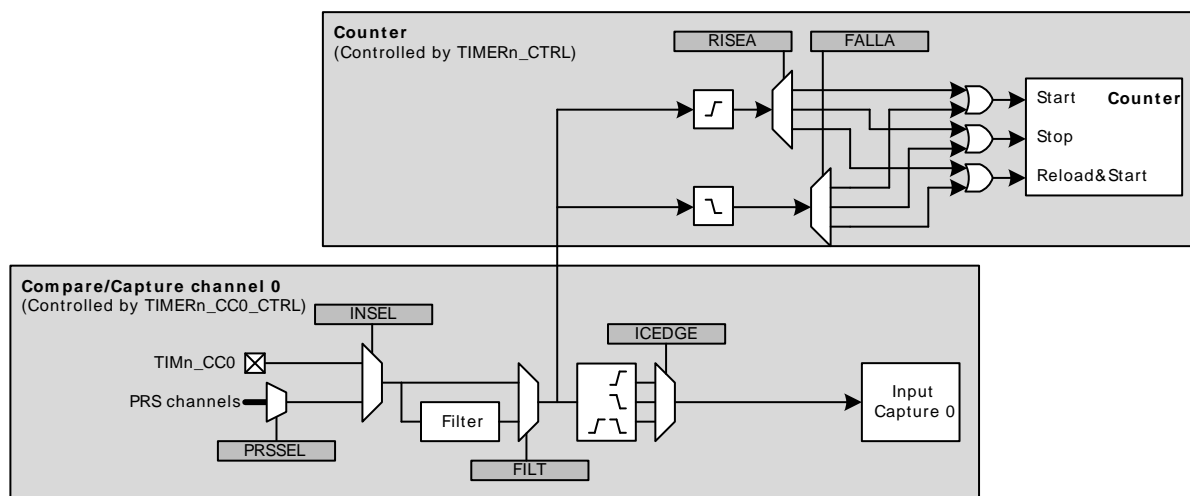 Counter
(Controlled by TIMERn_CTRL)
RISEA
FALLA
Start Counter
Stop
Reload&Start
Compare/Capture channel 0
(Controlled by TIMERn_CC0_CTRL)
INSEL
ICEDGE
TIMn_CC0
PRS channels
Filter
Input
Capture 0
PRSSEL
FILT